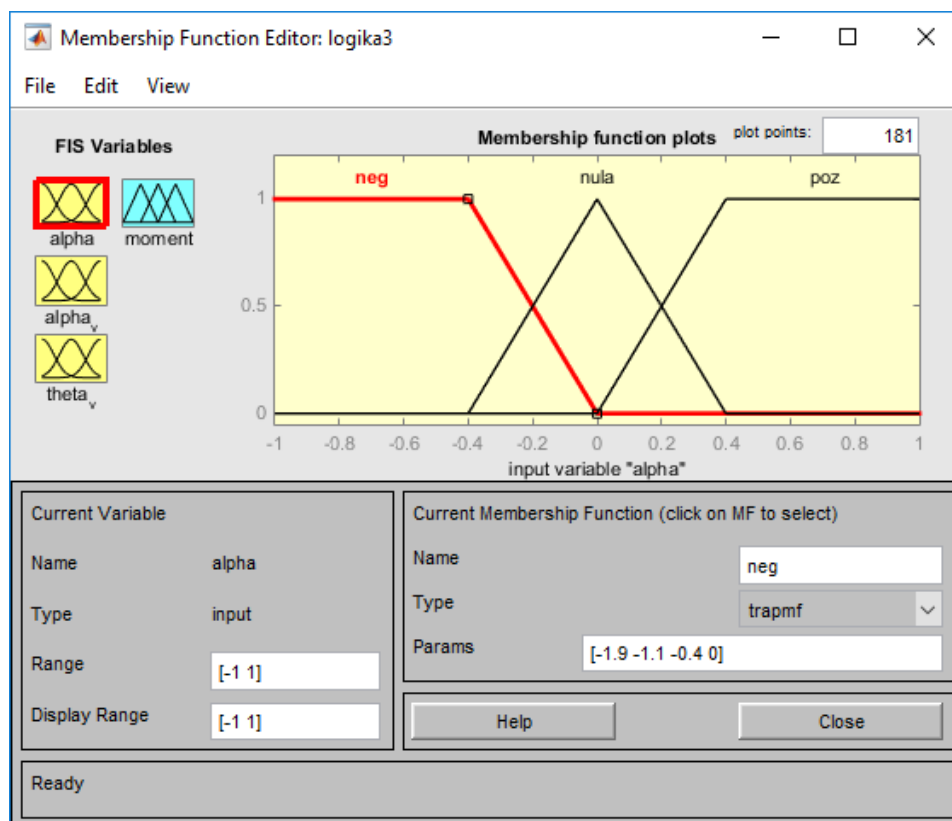 Membership Function Editor: logika3
File Edit View
FIS Variables
alpha moment
alpha_v
theta_v
Membership function plots plot points: 181
neg nula poz
1
0.5
0
-1 -0.8 -0.6 -0.4 -0.2 0 0.2 0.4 0.6 0.8 1
input variable "alpha"
Current Variable
Name alpha
Type input
Range [-1 1]
Display Range [-1 1]
Current Membership Function (click on MF to select)
Name neg
Type trapmf
Params [-1.9 -1.1 -0.4 0]
Help Close
Ready